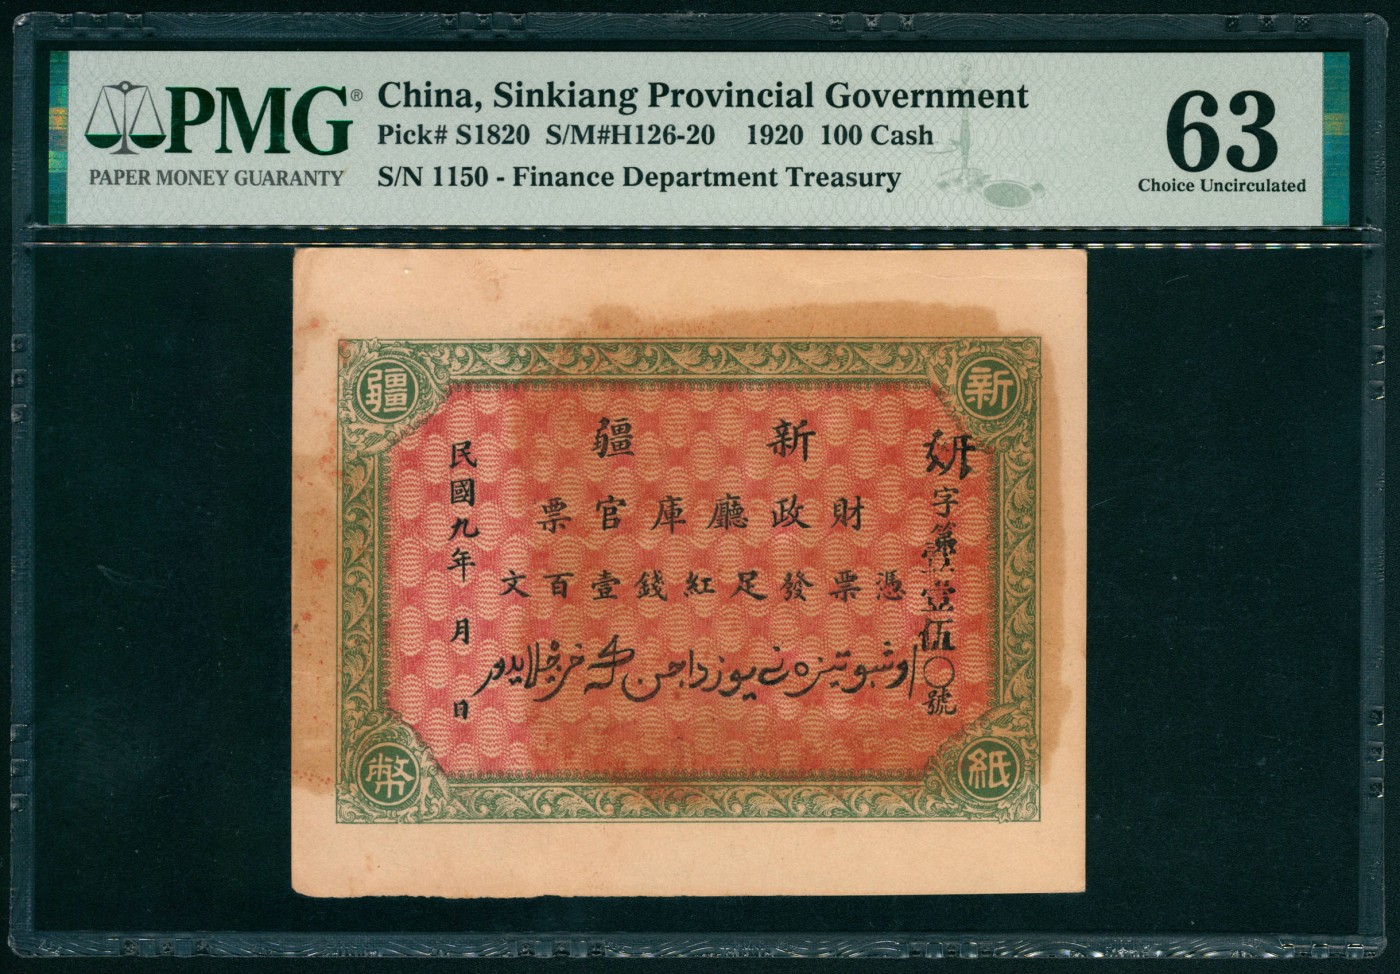 PMG®
PAPER MONEY GUARANTY
China, Sinkiang Provincial Government
Pick# S1820 S/M#H126-20 1920 100 Cash
S/N 1150 - Finance Department Treasury
63
Choice Uncirculated
新
疆
紙
幣
新疆
財政廳庫官票
憑票發足紅錢壹百文
字第壹壹伍〇號
民國九年 月 日